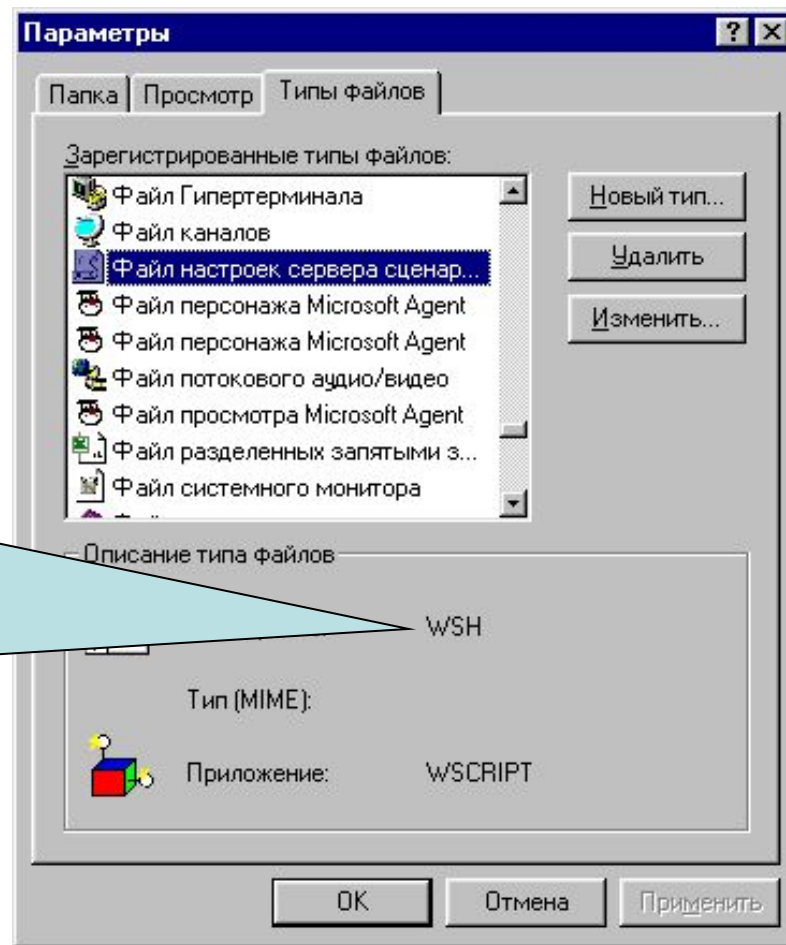 Параметры
Папка Просмотр Типы файлов
Зарегистрированные типы файлов:
Файл Гипертерминала
Файл каналов
Файл настроек сервера сценар...
Файл персонажа Microsoft Agent
Файл персонажа Microsoft Agent
Файл потокового аудио/видео
Файл просмотра Microsoft Agent
Файл разделенных запятыми з...
Файл системного монитора
Новый тип...
Удалить
Изменить...
Описание типа файлов
WSH
Тип (MIME):
Приложение: WSCRIPT
OK Отмена Применить